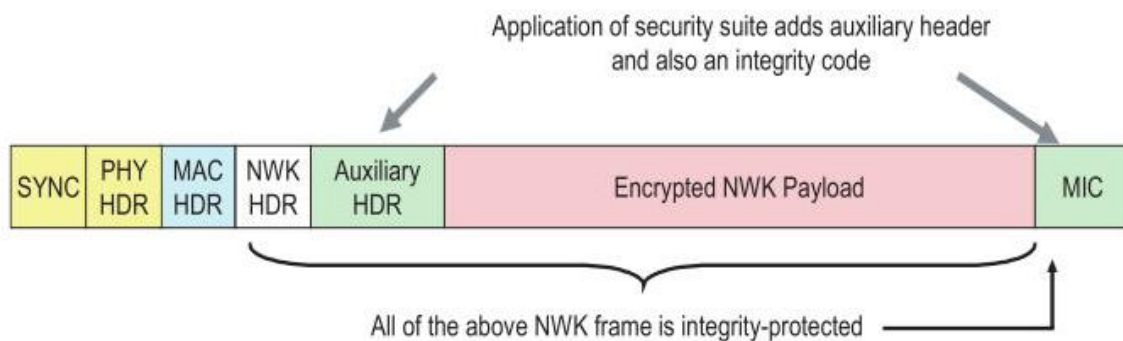 Application of security suite adds auxiliary header
and also an integrity code
SYNC
PHY
HDR
MAC
HDR
NWK
HDR
Auxiliary
HDR
Encrypted NWK Payload
MIC
All of the above NWK frame is integrity-protected